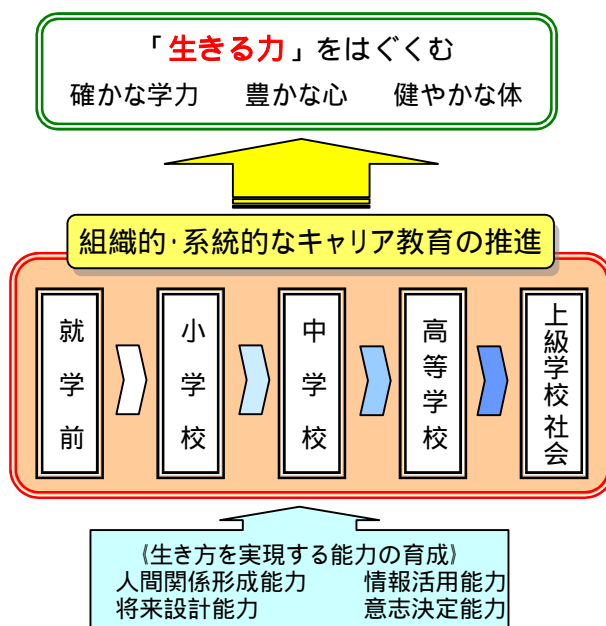 「生きる力」をはぐくむ
確かな学力　豊かな心　健やかな体
組織的・系統的なキャリア教育の推進
就学前
小学校
中学校
高等学校
上級学校社会
《生き方を実現する能力の育成》
人間関係形成能力　情報活用能力
将来設計能力　意志決定能力